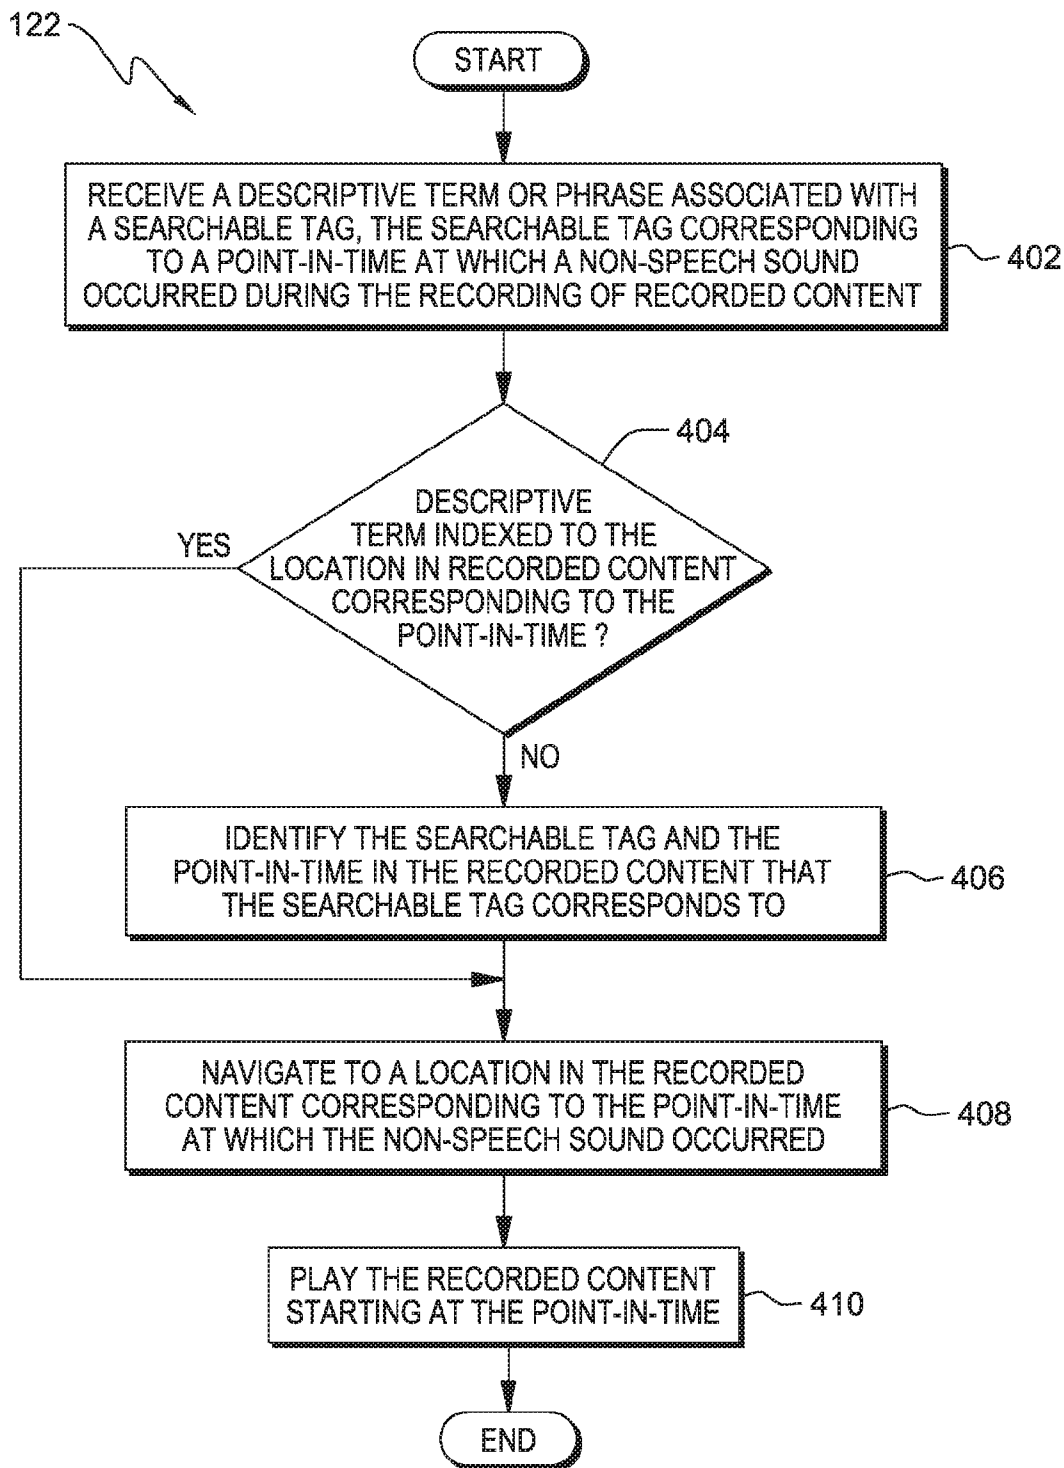 122
START
RECEIVE A DESCRIPTIVE TERM OR PHRASE ASSOCIATED WITH
A SEARCHABLE TAG, THE SEARCHABLE TAG CORRESPONDING
TO A POINT-IN-TIME AT WHICH A NON-SPEECH SOUND
OCCURRED DURING THE RECORDING OF RECORDED CONTENT
402
404
DESCRIPTIVE
TERM INDEXED TO THE
LOCATION IN RECORDED CONTENT
CORRESPONDING TO THE
POINT-IN-TIME ?
YES
NO
IDENTIFY THE SEARCHABLE TAG AND THE
POINT-IN-TIME IN THE RECORDED CONTENT THAT
THE SEARCHABLE TAG CORRESPONDS TO
406
NAVIGATE TO A LOCATION IN THE RECORDED
CONTENT CORRESPONDING TO THE POINT-IN-TIME
AT WHICH THE NON-SPEECH SOUND OCCURRED
408
PLAY THE RECORDED CONTENT
STARTING AT THE POINT-IN-TIME
410
END